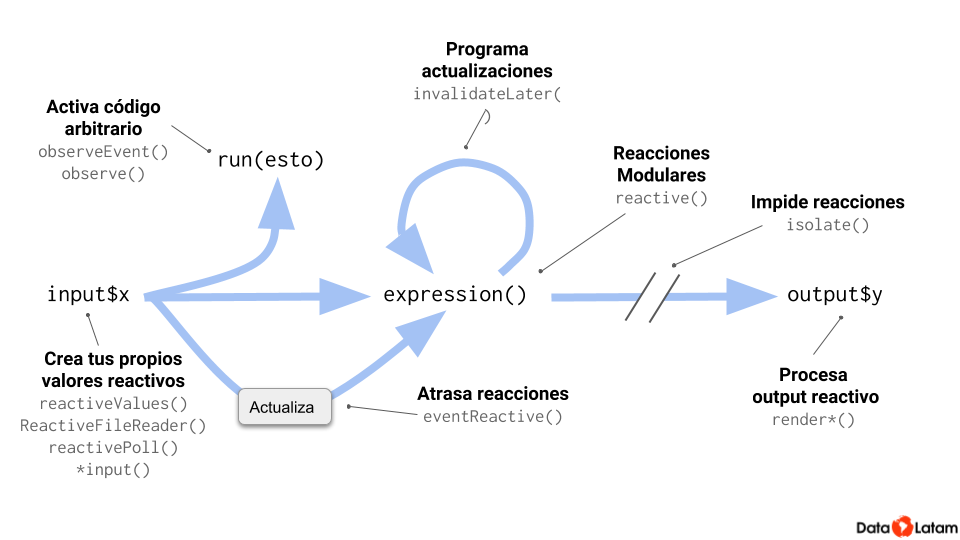 Programa
actualizaciones
invalidateLater(
)
Activa código
arbitrario
observeEvent()
observe()
run(esto)
Reacciones
Modulares
reactive()
Impide reacciones
isolate()
input$x
expression()
output$y
Crea tus propios
valores reactivos
reactiveValues()
ReactiveFileReader()
reactivePoll()
*input()
Actualiza
Atrasa reacciones
eventReactive()
Procesa
output reactivo
render*()
Data Latam